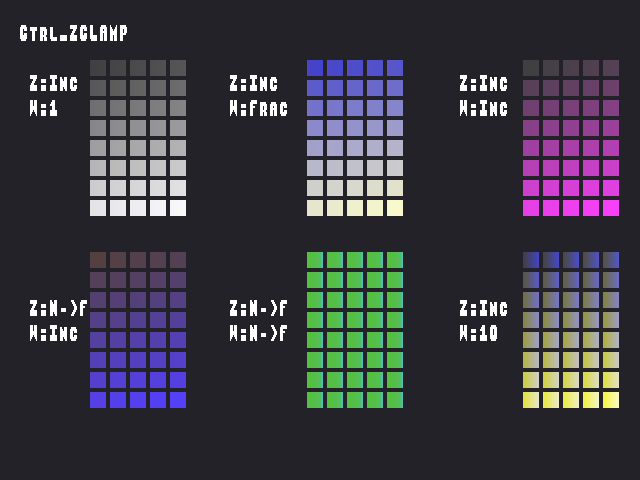 Ctrl_ZCLAMP
Z:Inc
W:1
Z:Inc
W:frac
Z:Inc
W:Inc
Z:N->f
W:Inc
Z:N->f
W:N->f
Z:Inc
W:10